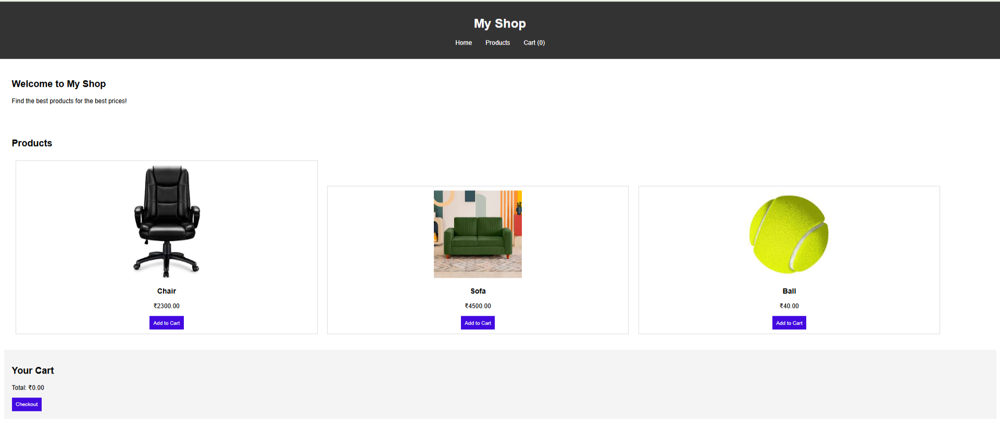 My Shop
Home Products Cart (0)
Welcome to My Shop
Find the best products for the best prices!
Products
Chair
₹2300.00
Add to Cart
Sofa
₹4500.00
Add to Cart
Ball
₹40.00
Add to Cart
Your Cart
Total: ₹0.00
Checkout